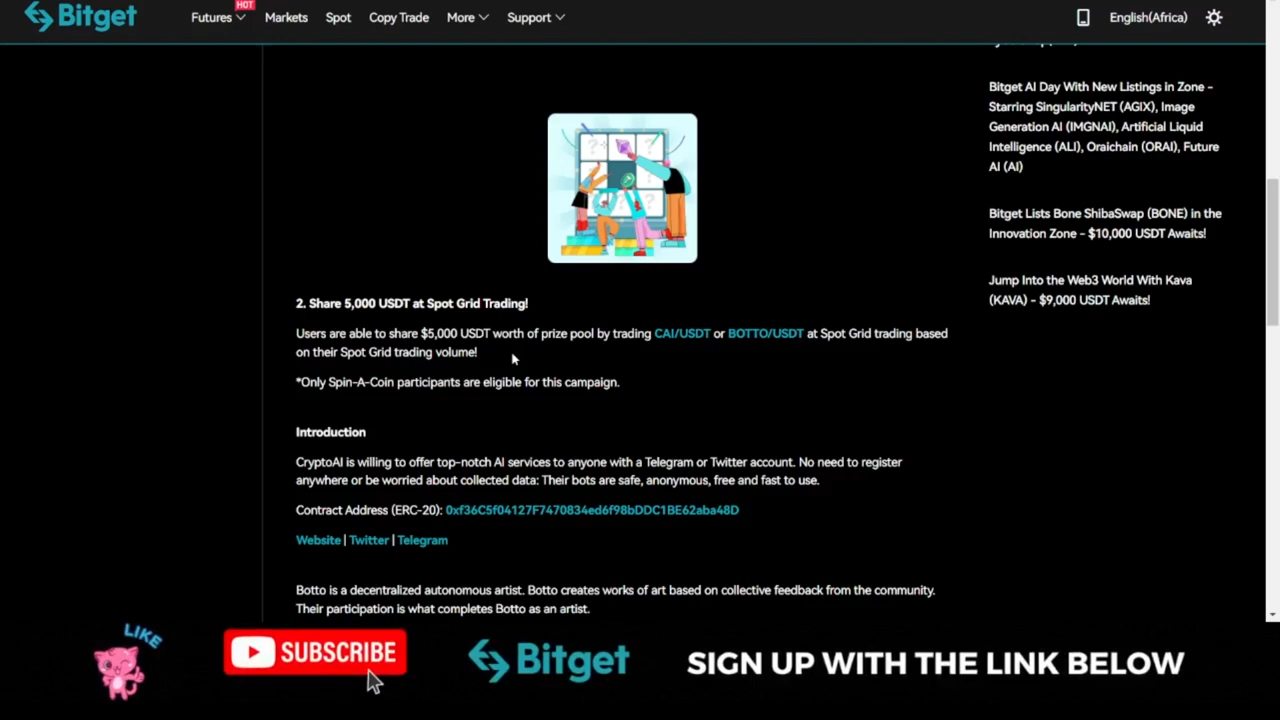 Bitget
Futures HOT Markets Spot Copy Trade More Support English(Africa)
Bitget AI Day With New Listings in Zone -
Starring SingularityNET (AGIX), Image
Generation AI (IMGNAI), Artificial Liquid
Intelligence (ALI), Oraichain (ORAI), Future
AI (AI)
Bitget Lists Bone ShibaSwap (BONE) in the
Innovation Zone - $10,000 USDT Awaits!
Jump Into the Web3 World With Kava
(KAVA) - $9,000 USDT Awaits!
2. Share 5,000 USDT at Spot Grid Trading!
Users are able to share $5,000 USDT worth of prize pool by trading CAI/USDT or BOTTO/USDT at Spot Grid trading based
on their Spot Grid trading volume!
*Only Spin-A-Coin participants are eligible for this campaign.
Introduction
CryptoAI is willing to offer top-notch AI services to anyone with a Telegram or Twitter account. No need to register
anywhere or be worried about collected data: Their bots are safe, anonymous, free and fast to use.
Contract Address (ERC-20): 0xf36C5f04127F7470834ed6f98bDDC1BE62aba48D
Website | Twitter | Telegram
Botto is a decentralized autonomous artist. Botto creates works of art based on collective feedback from the community.
Their participation is what completes Botto as an artist.
LIKE
SUBSCRIBE
Bitget
SIGN UP WITH THE LINK BELOW